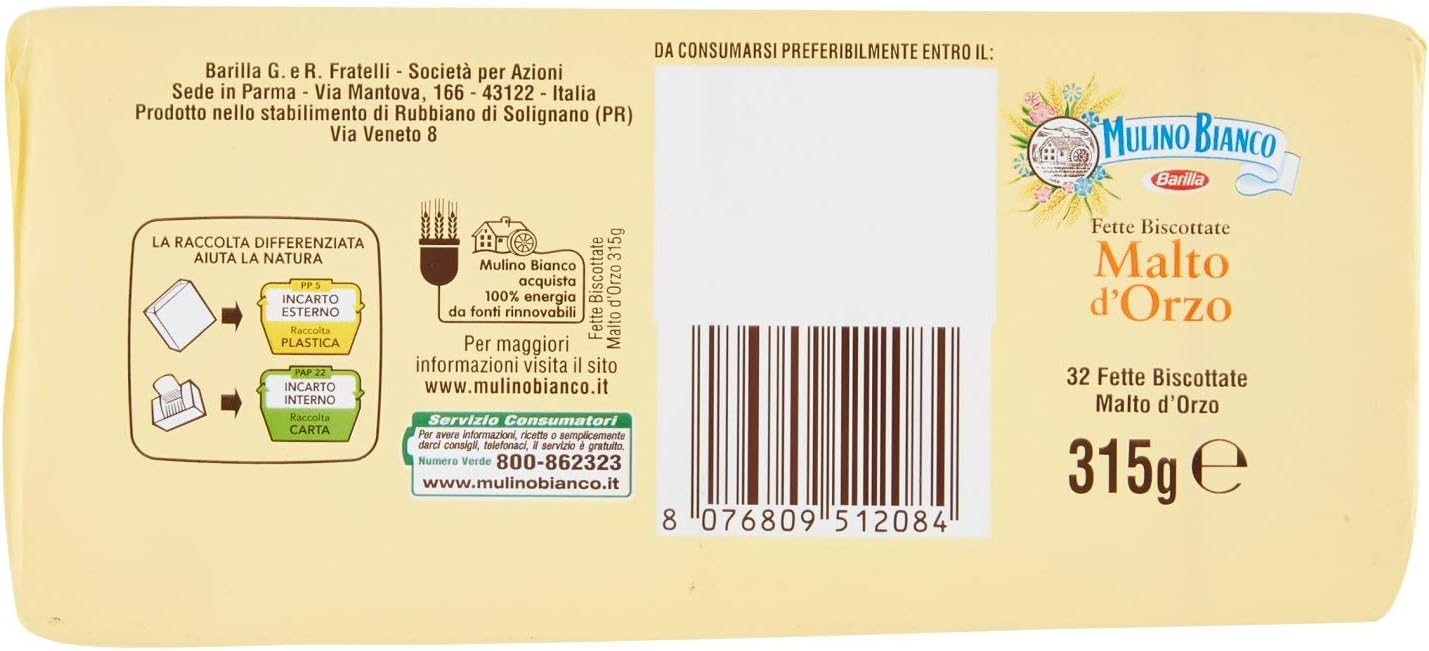 Barilla G. e R. Fratelli - Società per Azioni
Sede in Parma - Via Mantova, 166 - 43122 - Italia
Prodotto nello stabilimento di Rubbiano di Solignano (PR)
Via Veneto 8
LA RACCOLTA DIFFERENZIATA
AIUTA LA NATURA
PP 5
INCARTO
ESTERNO
Raccolta
PLASTICA
PAP 22
INCARTO
INTERNO
Raccolta
CARTA
Mulino Bianco
acquista
100% energia
da fonti rinnovabili
Fette Biscottate
Malto d'Orzo 315g
Per maggiori
informazioni visita il sito
www.mulinobianco.it
Servizio Consumatori
Per avere informazioni, ricette o semplicemente
darci consigli, telefonaci, il servizio è gratuito.
Numero Verde 800-862323
www.mulinobianco.it
DA CONSUMARSI PREFERIBILMENTE ENTRO IL:
8 076809 512084
MULINO BIANCO
Barilla
Fette Biscottate
Malto
d'Orzo
32 Fette Biscottate
Malto d'Orzo
315g ℮